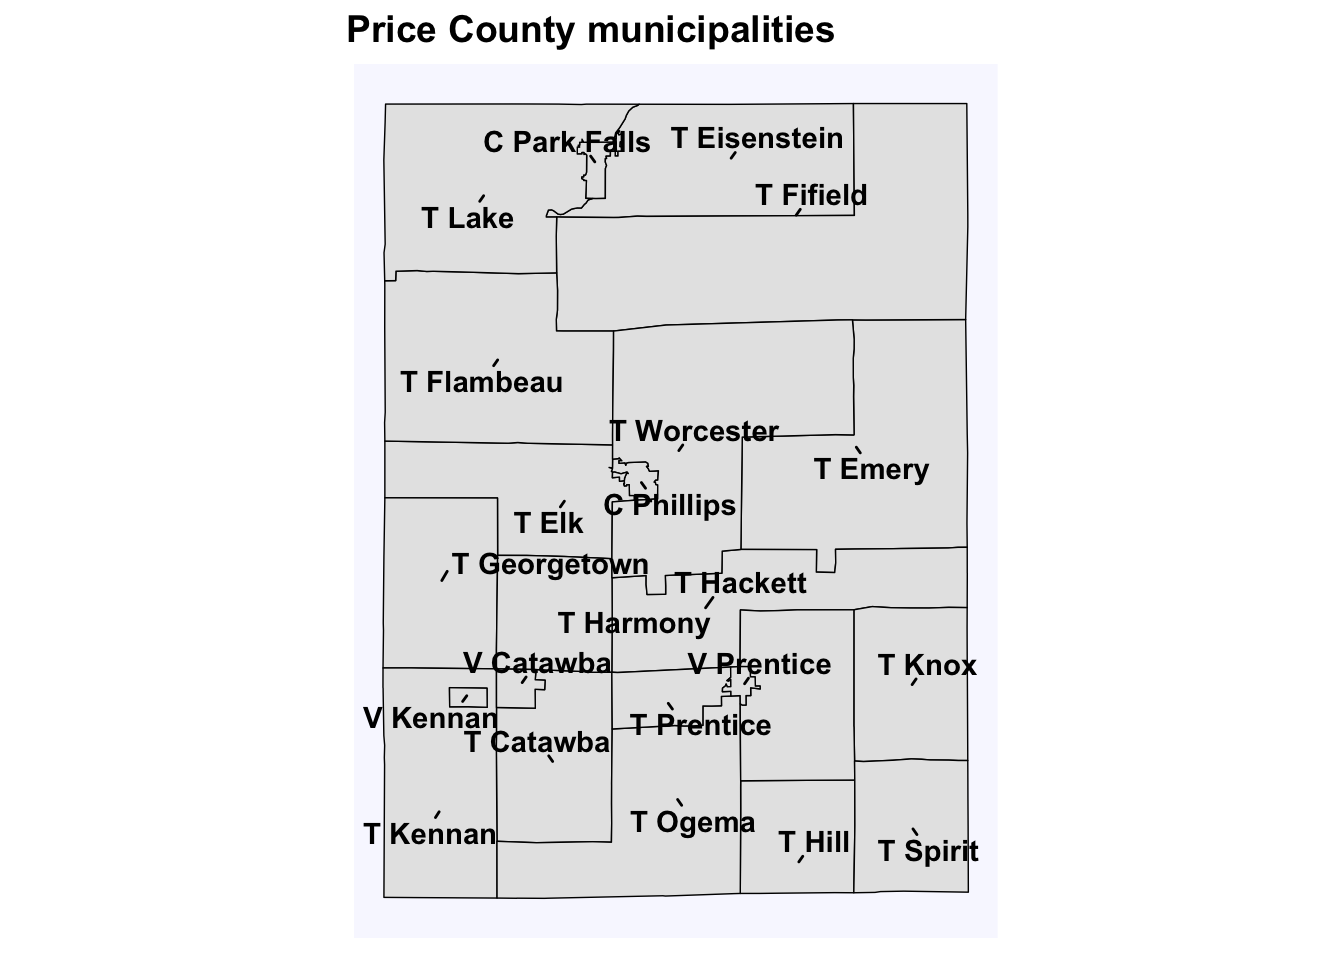 Price County municipalities
C Park Falls
T Eisenstein
T Fifield
T Lake
T Flambeau
T Worcester
T Emery
C Phillips
T Elk
T Georgetown
T Hackett
T Harmony
V Catawba
V Prentice
T Knox
V Kennan
T Prentice
T Catawba
T Ogema
T Kennan
T Hill
T Spirit